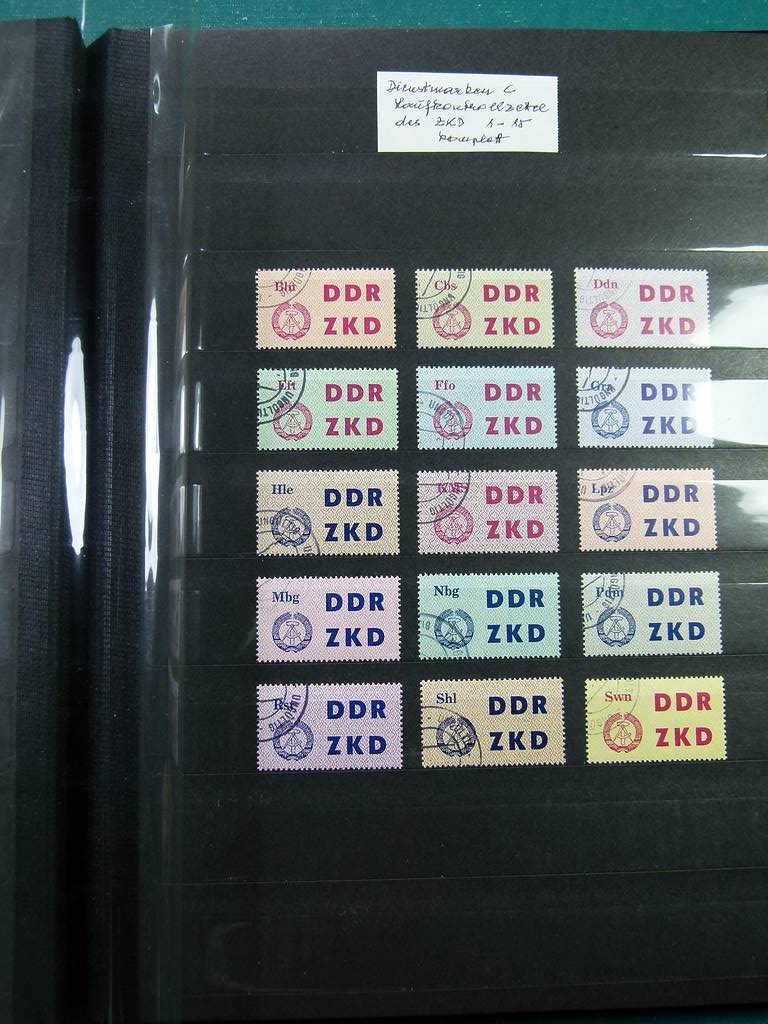 Dienstmarken C
Laufkontrollzettel
des ZKD 1-15
komplett
Bln DDR ZKD
Cbs DDR ZKD
Ddn DDR ZKD
Eft DDR ZKD
Ffo DDR ZKD
Gra DDR ZKD
Hle DDR ZKD
KMS DDR ZKD
Lpz DDR ZKD
Mbg DDR ZKD
Nbg DDR ZKD
Pdm DDR ZKD
Rst DDR ZKD
Shl DDR ZKD
Swn DDR ZKD